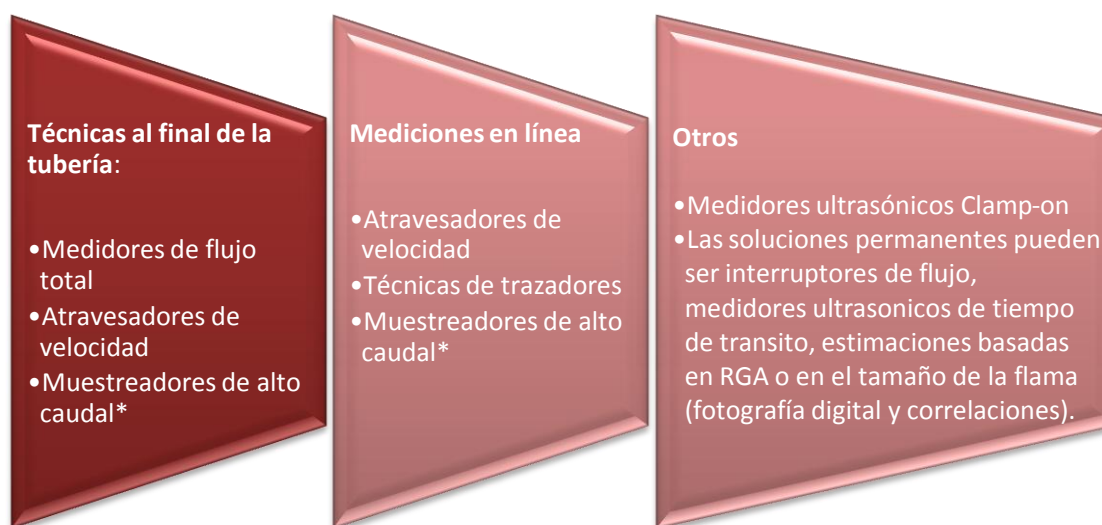 Técnicas al final de la
tubería:
•Medidores de flujo
total
•Atravesadores de
velocidad
•Muestreadores de alto
caudal*
Mediciones en línea
•Atravesadores de
velocidad
•Técnicas de trazadores
•Muestreadores de alto
caudal*
Otros
•Medidores ultrasónicos Clamp-on
•Las soluciones permanentes pueden
ser interruptores de flujo,
medidores ultrasonicos de tiempo
de transito, estimaciones basadas
en RGA o en el tamaño de la flama
(fotografía digital y correlaciones).